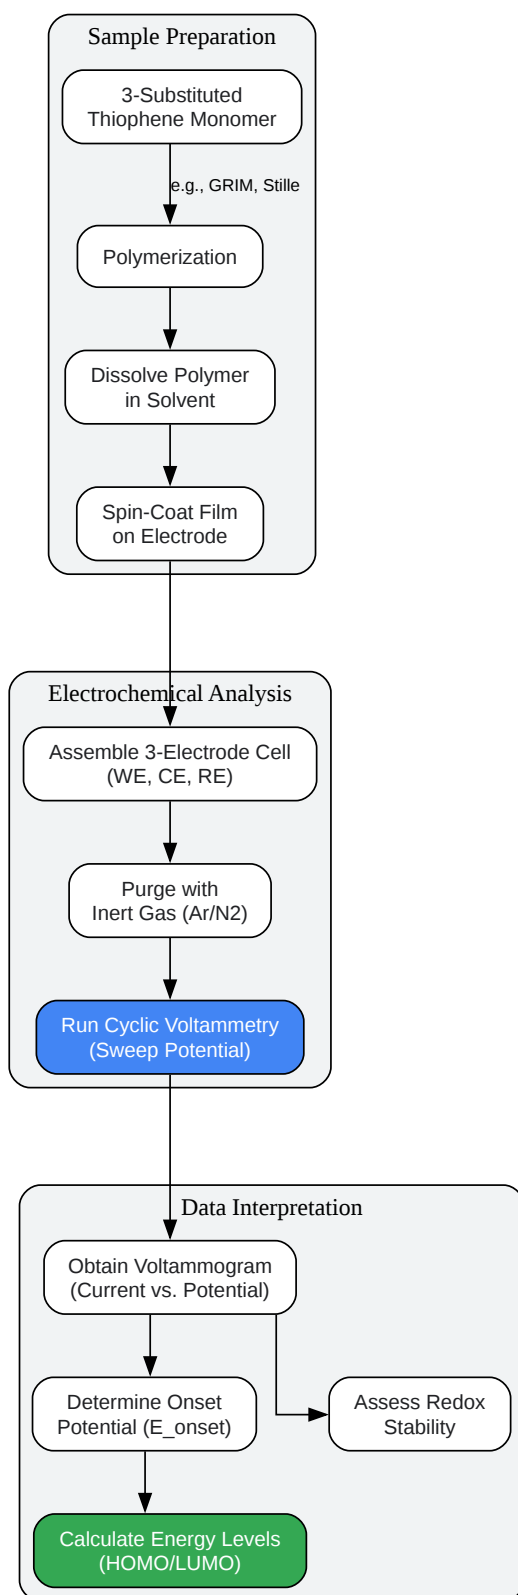 Sample Preparation
3-Substituted
Thiophene Monomer
e.g., GRIM, Stille
Polymerization
Dissolve Polymer
in Solvent
Spin-Coat Film
on Electrode
Electrochemical Analysis
Assemble 3-Electrode Cell
(WE, CE, RE)
Purge with
Inert Gas (Ar/N2)
Run Cyclic Voltammetry
(Sweep Potential)
Data Interpretation
Obtain Voltammogram
(Current vs. Potential)
Determine Onset
Potential (E_onset)
Assess Redox
Stability
Calculate Energy Levels
(HOMO/LUMO)